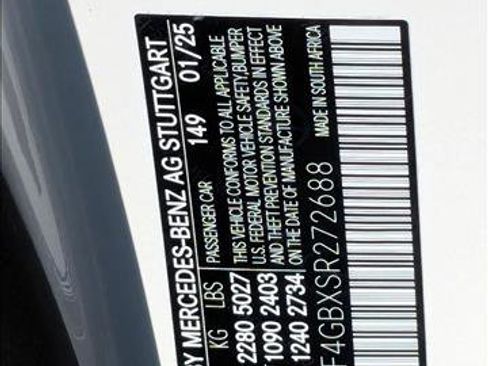 BY MERCEDES-BENZ AG STUTTGART
149 01/25
KG LBS PASSENGER CAR
2280 5027 THIS VEHICLE CONFORMS TO ALL APPLICABLE
1090 2403 U.S. FEDERAL MOTOR VEHICLE SAFETY,BUMPER
1240 2734 THEFT PREVENTION STANDARDS IN EFFECT
ON THE DATE OF MANUFACTURE SHOWN ABOVE
F4GBXSR272688 MADE IN SOUTH AFRICA